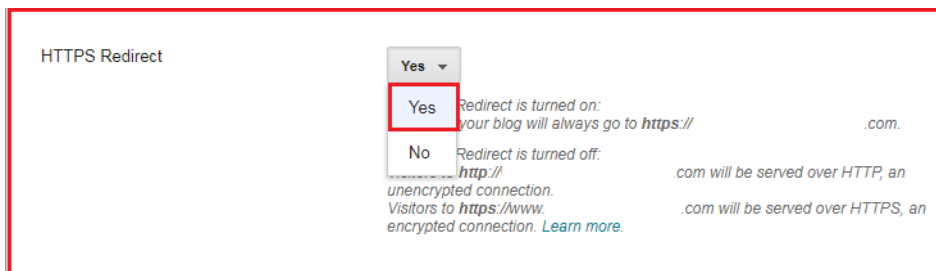 HTTPS Redirect
Yes
Yes
Redirect is turned on:
your blog will always go to https:// .com.
No
Redirect is turned off:
Visitors to http:// .com will be served over HTTP, an
unencrypted connection.
Visitors to https://www. .com will be served over HTTPS, an
encrypted connection. Learn more.